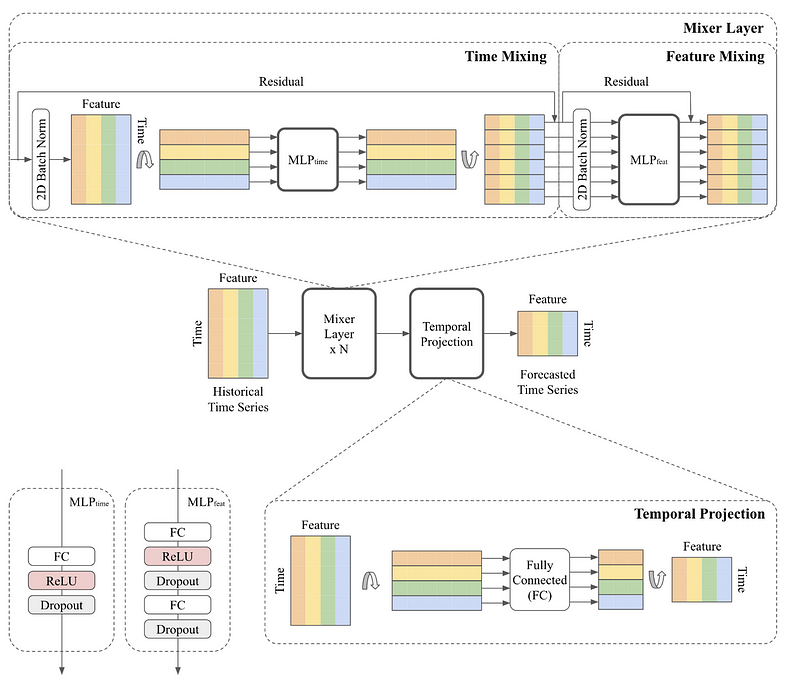 Mixer Layer
Time Mixing
Feature Mixing
Residual
Residual
Feature
Time
2D Batch Norm
MLPtime
2D Batch Norm
MLPfeat
Feature
Time
Mixer
Layer
x N
Temporal
Projection
Feature
Time
Historical
Time Series
Forecasted
Time Series
MLPtime
FC
ReLU
Dropout
MLPfeat
FC
ReLU
Dropout
FC
Dropout
Temporal Projection
Feature
Time
Fully
Connected
(FC)
Feature
Time